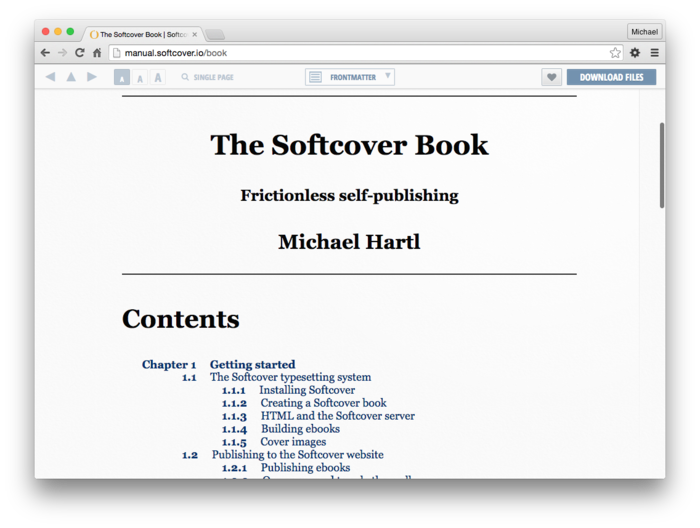 The Softcover Book | Softco
Michael
manual.softcover.io/book
A A A SINGLE PAGE FRONTMATTER DOWNLOAD FILES
The Softcover Book
Frictionless self-publishing
Michael Hartl
Contents
Chapter 1 Getting started
1.1 The Softcover typesetting system
1.1.1 Installing Softcover
1.1.2 Creating a Softcover book
1.1.3 HTML and the Softcover server
1.1.4 Building ebooks
1.1.5 Cover images
1.2 Publishing to the Softcover website
1.2.1 Publishing ebooks